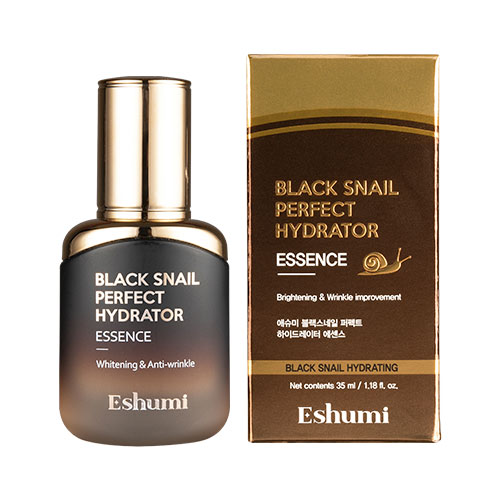 BLACK SNAIL
PERFECT
HYDRATOR
ESSENCE
Whitening & Anti-wrinkle
Eshumi
BLACK SNAIL
PERFECT
HYDRATOR
ESSENCE
Brightening & Wrinkle improvement
에슈미 블랙스네일 퍼펙트
하이드레이터 에센스
BLACK SNAIL HYDRATING
Net contents 35 ml / 1.18 fl. oz.
Eshumi